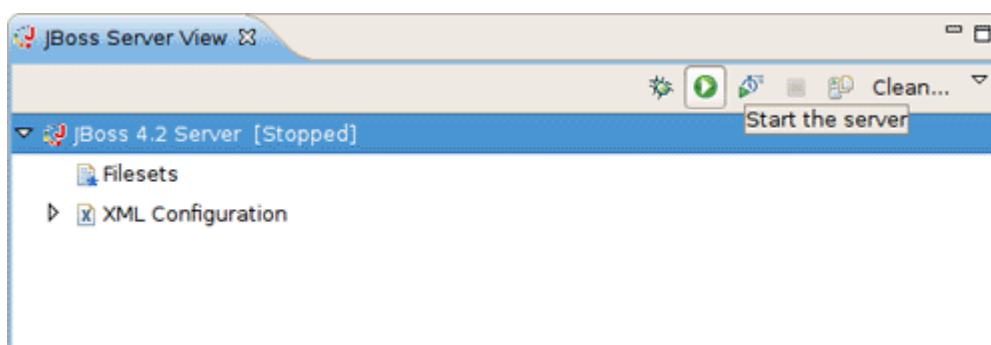 JBoss Server View
Clean...
Start the server
JBoss 4.2 Server [Stopped]
Filesets
XML Configuration